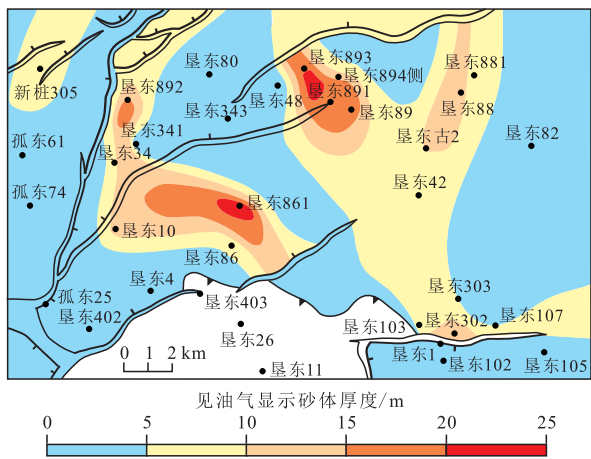 垦东80
垦东893
垦东894侧
垦东881
新桩305
垦东892
垦东48
垦东891
垦东89
垦东88
垦东343
孤东61
垦东341
垦东34
垦东古2
垦东82
孤东74
垦东861
垦东42
垦东10
垦东86
垦东4
孤东25
垦东403
垦东303
垦东402
垦东26
垦东103
垦东302
垦东107
垦东1
垦东102
垦东105
垦东11
0 1 2 km
见油气显示砂体厚度/m
0 5 10 15 20 25